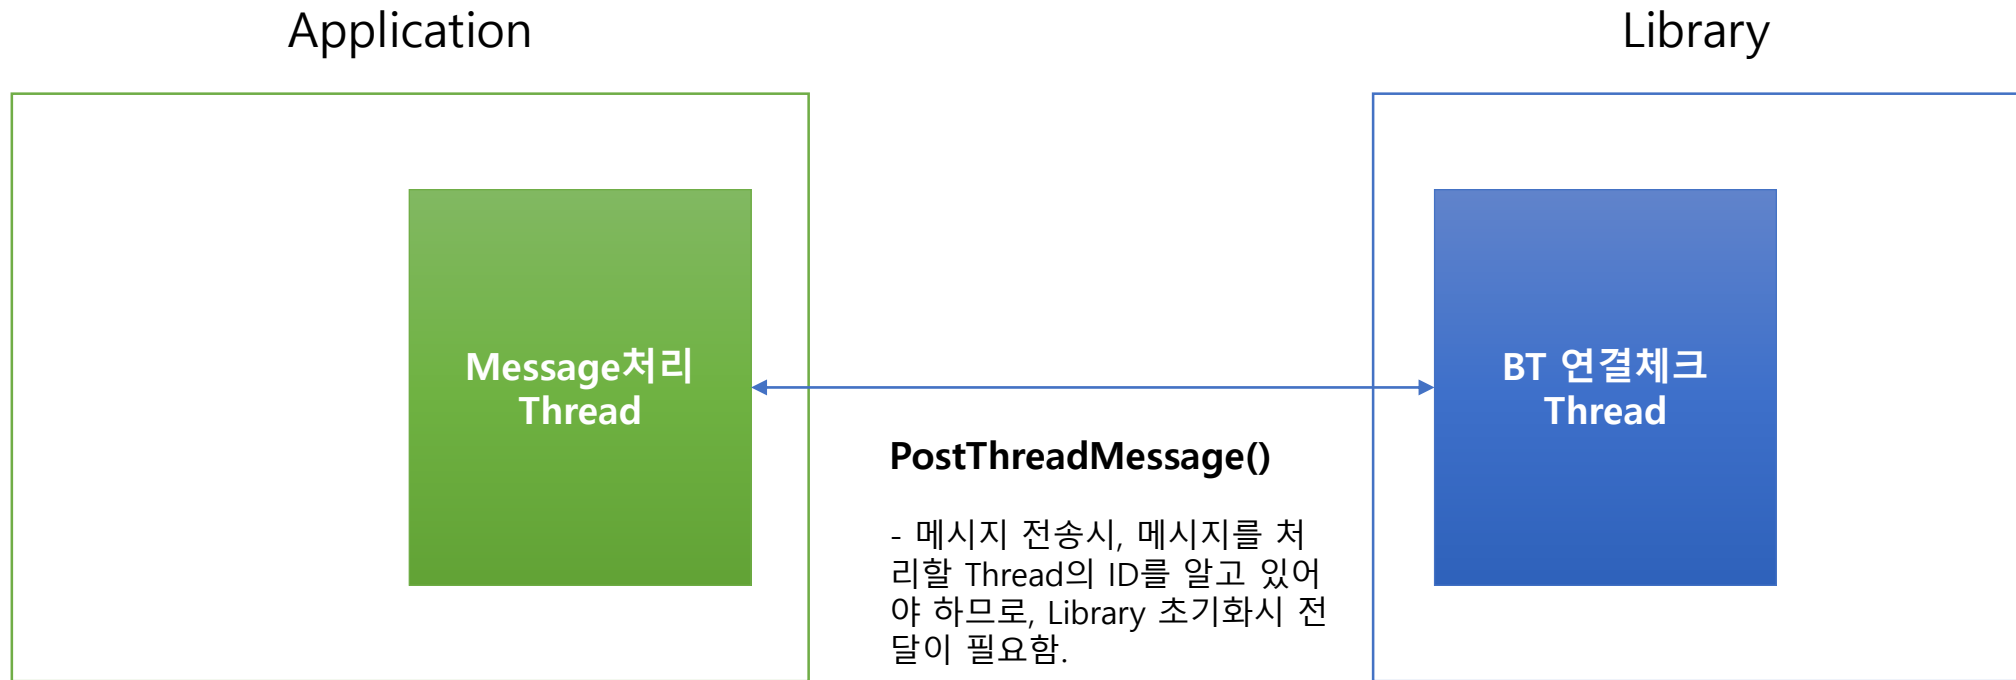 Application
Library
Message처리
Thread
BT 연결체크
Thread
PostThreadMessage()
- 메시지 전송시, 메시지를 처
리할 Thread의 ID를 알고 있어
야 하므로, Library 초기화시 전
달이 필요함.